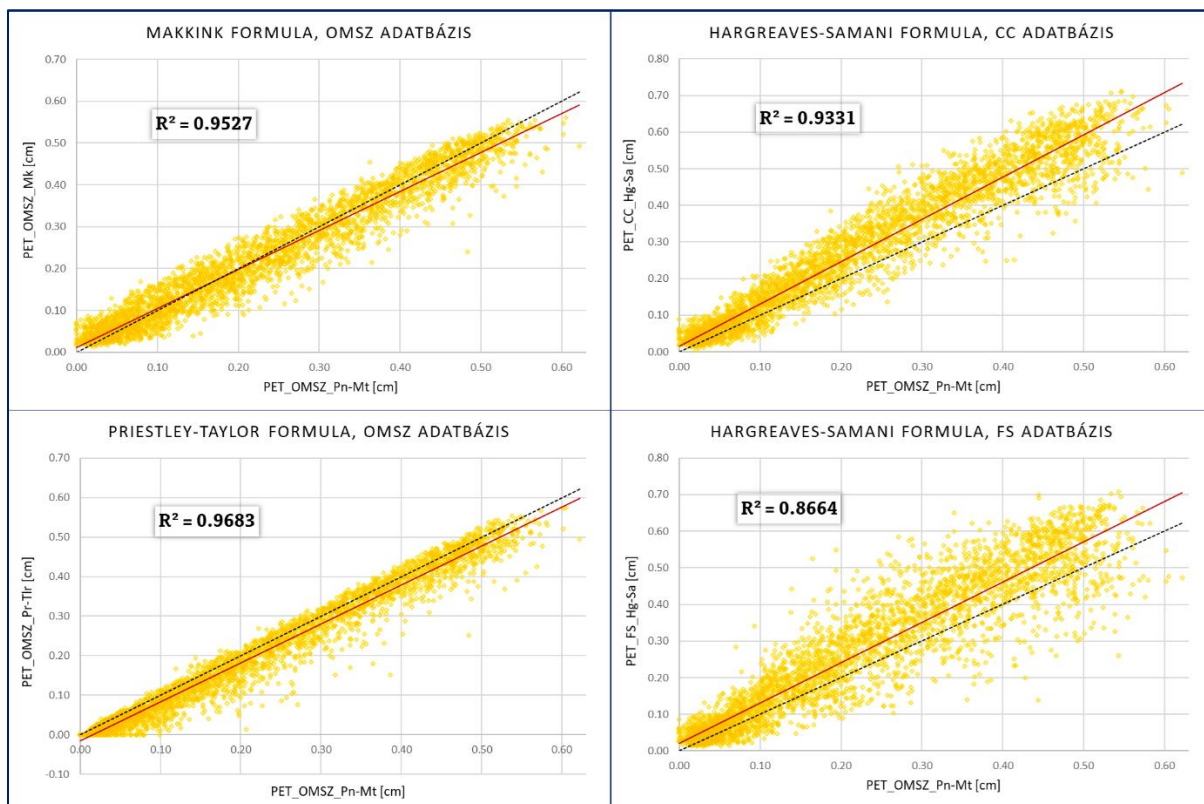 MAKKINK FORMULA, OMSZ ADATBÁZIS
0.70
0.60
0.50
0.40
0.30
0.20
0.10
0.00
PET_OMSZ_Mk [cm]
R² = 0.9527
0.00 0.10 0.20 0.30 0.40 0.50 0.60
PET_OMSZ_Pn-Mt [cm]
HARGREAVES-SAMANI FORMULA, CC ADATBÁZIS
0.80
0.70
0.60
0.50
0.40
0.30
0.20
0.10
0.00
PET_CC_Hg-Sa [cm]
R² = 0.9331
0.00 0.10 0.20 0.30 0.40 0.50 0.60
PET_OMSZ_Pn-Mt [cm]
PRIESTLEY-TAYLOR FORMULA, OMSZ ADATBÁZIS
0.70
0.60
0.50
0.40
0.30
0.20
0.10
0.00
-0.10
PET_OMSZ_Pr-Tlr [cm]
R² = 0.9683
0.00 0.10 0.20 0.30 0.40 0.50 0.60
PET_OMSZ_Pn-Mt [cm]
HARGREAVES-SAMANI FORMULA, FS ADATBÁZIS
0.80
0.70
0.60
0.50
0.40
0.30
0.20
0.10
0.00
PET_FS_Hg-Sa [cm]
R² = 0.8664
0.00 0.10 0.20 0.30 0.40 0.50 0.60
PET_OMSZ_Pn-Mt [cm]